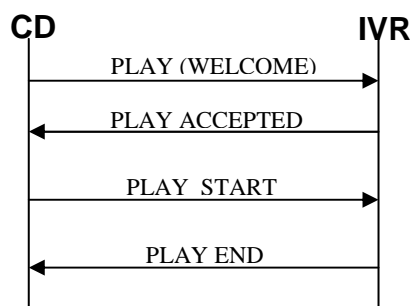 CD IVR
PLAY (WELCOME)
PLAY ACCEPTED
PLAY START
PLAY END